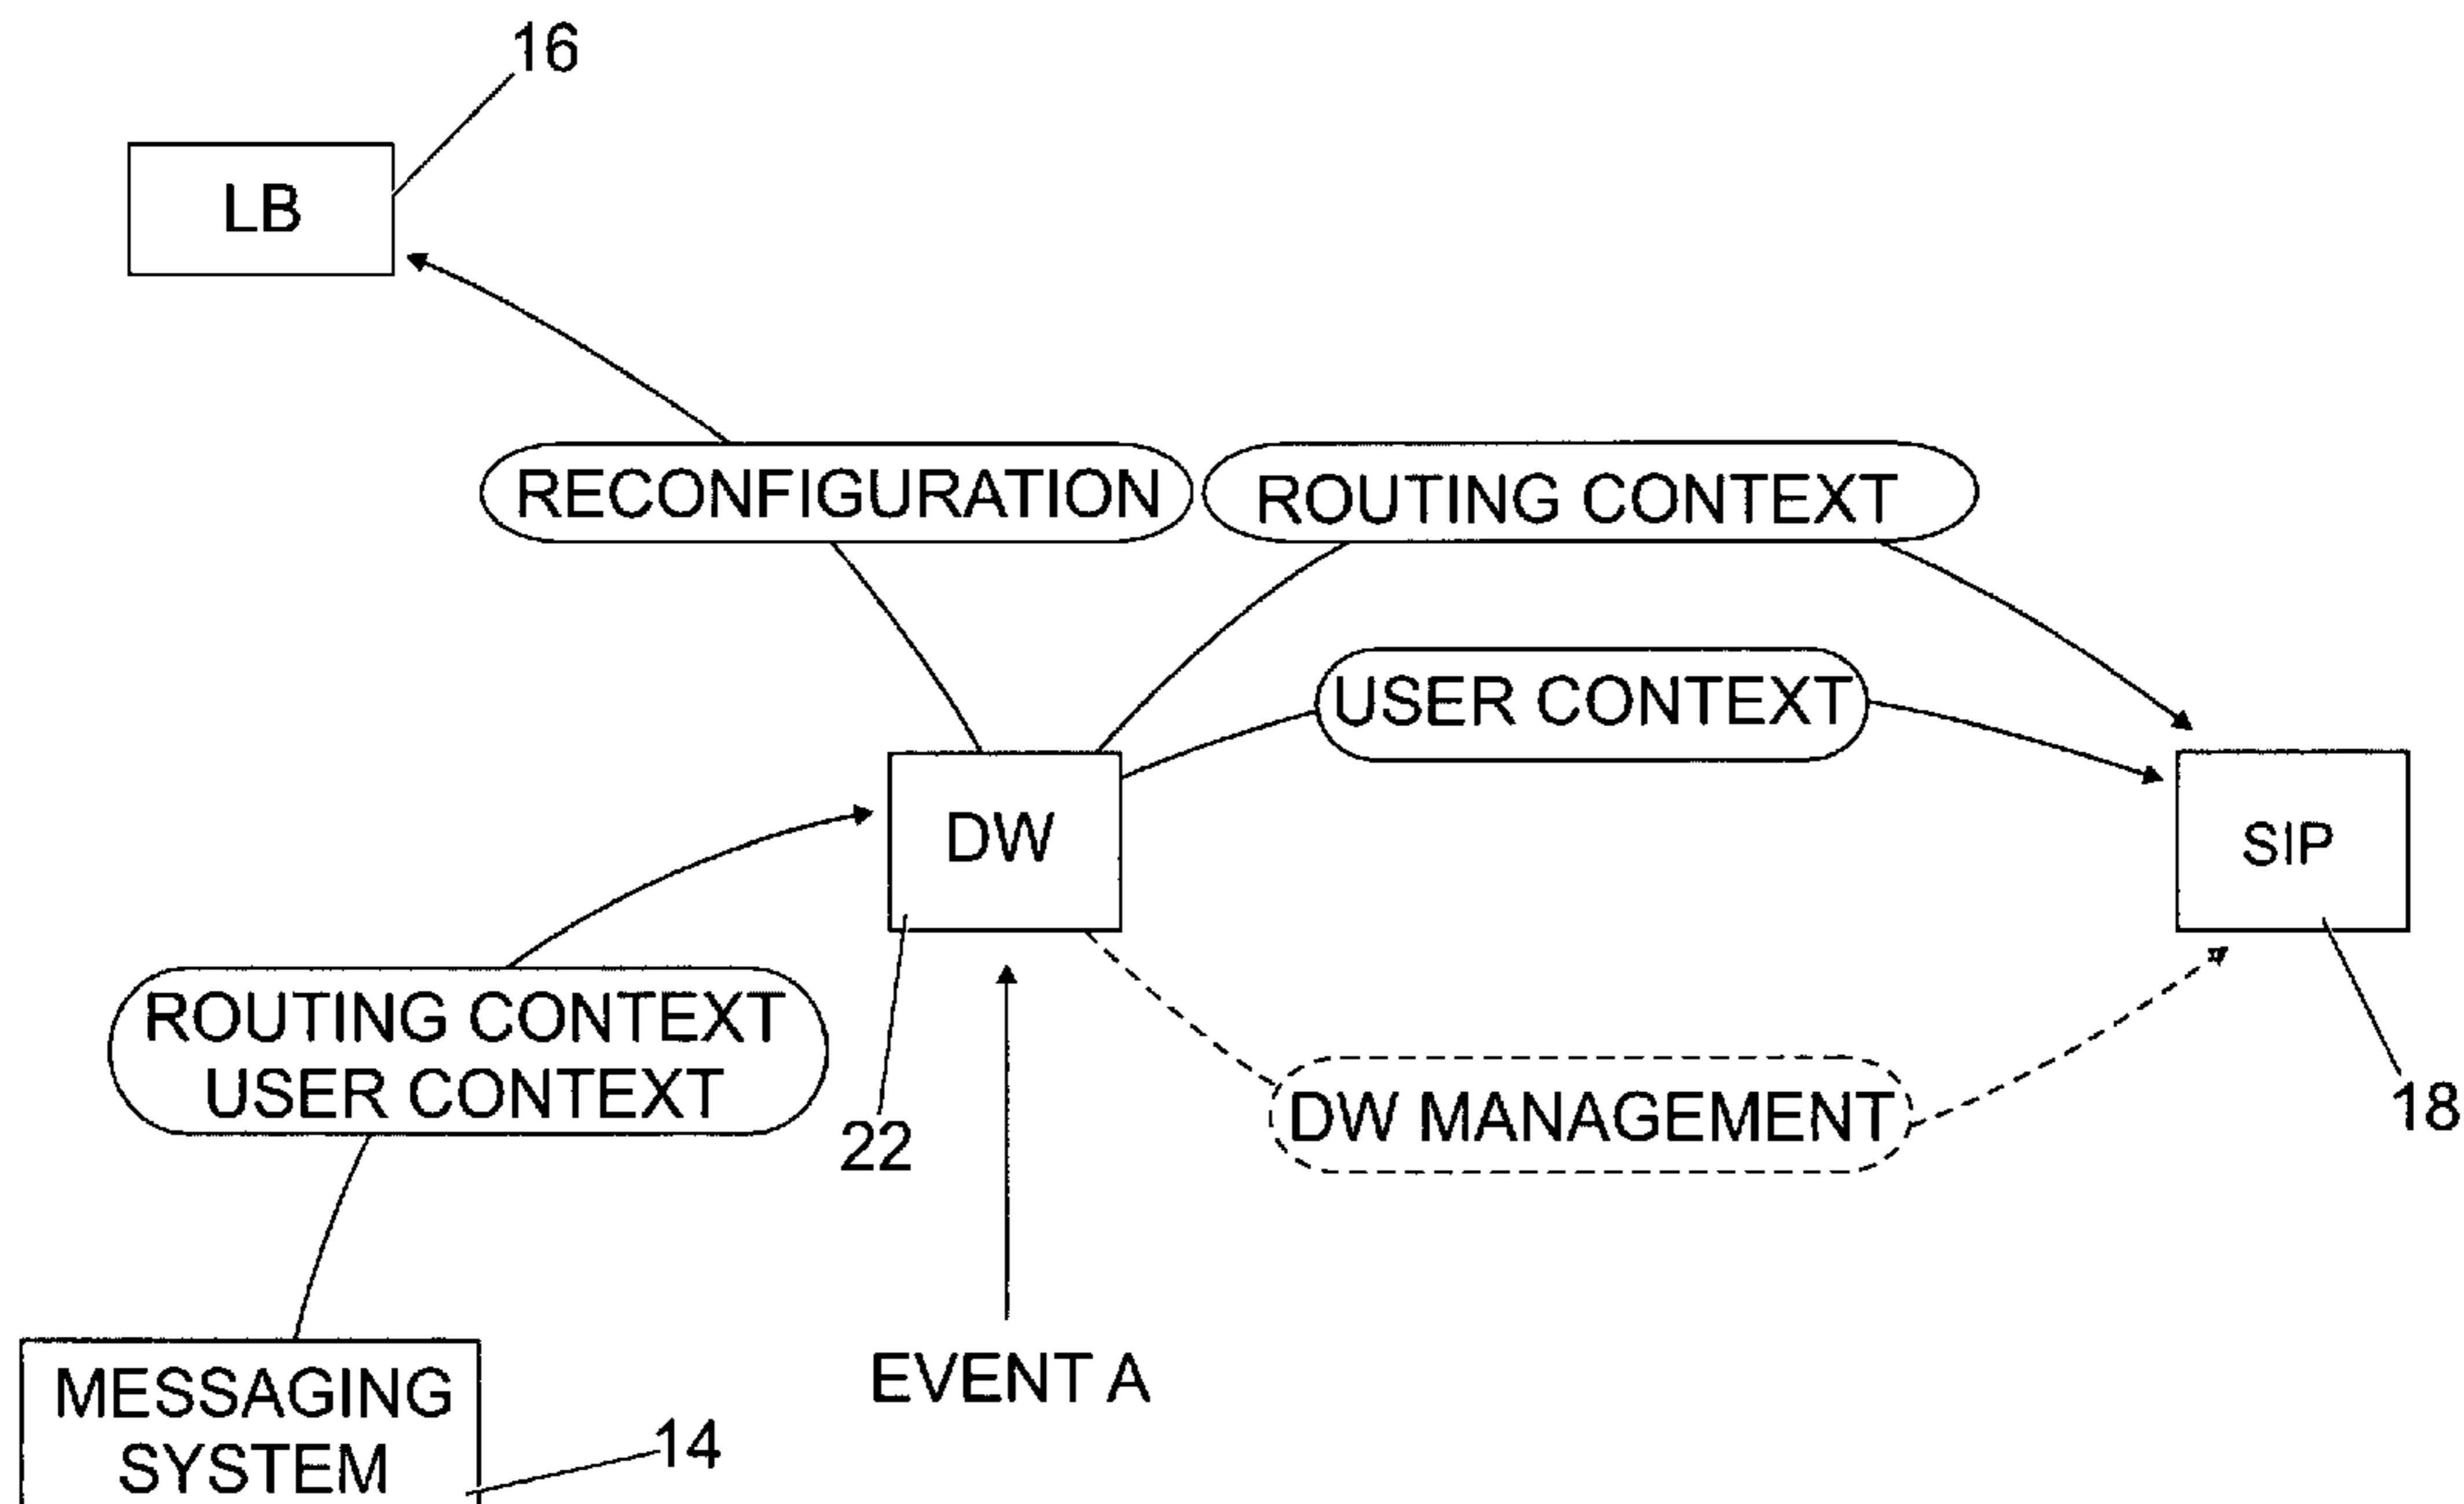 16
LB
RECONFIGURATION
ROUTING CONTEXT
USER CONTEXT
DW
SIP
ROUTING CONTEXT
USER CONTEXT
22
DW MANAGEMENT
18
EVENT A
MESSAGING
SYSTEM
14